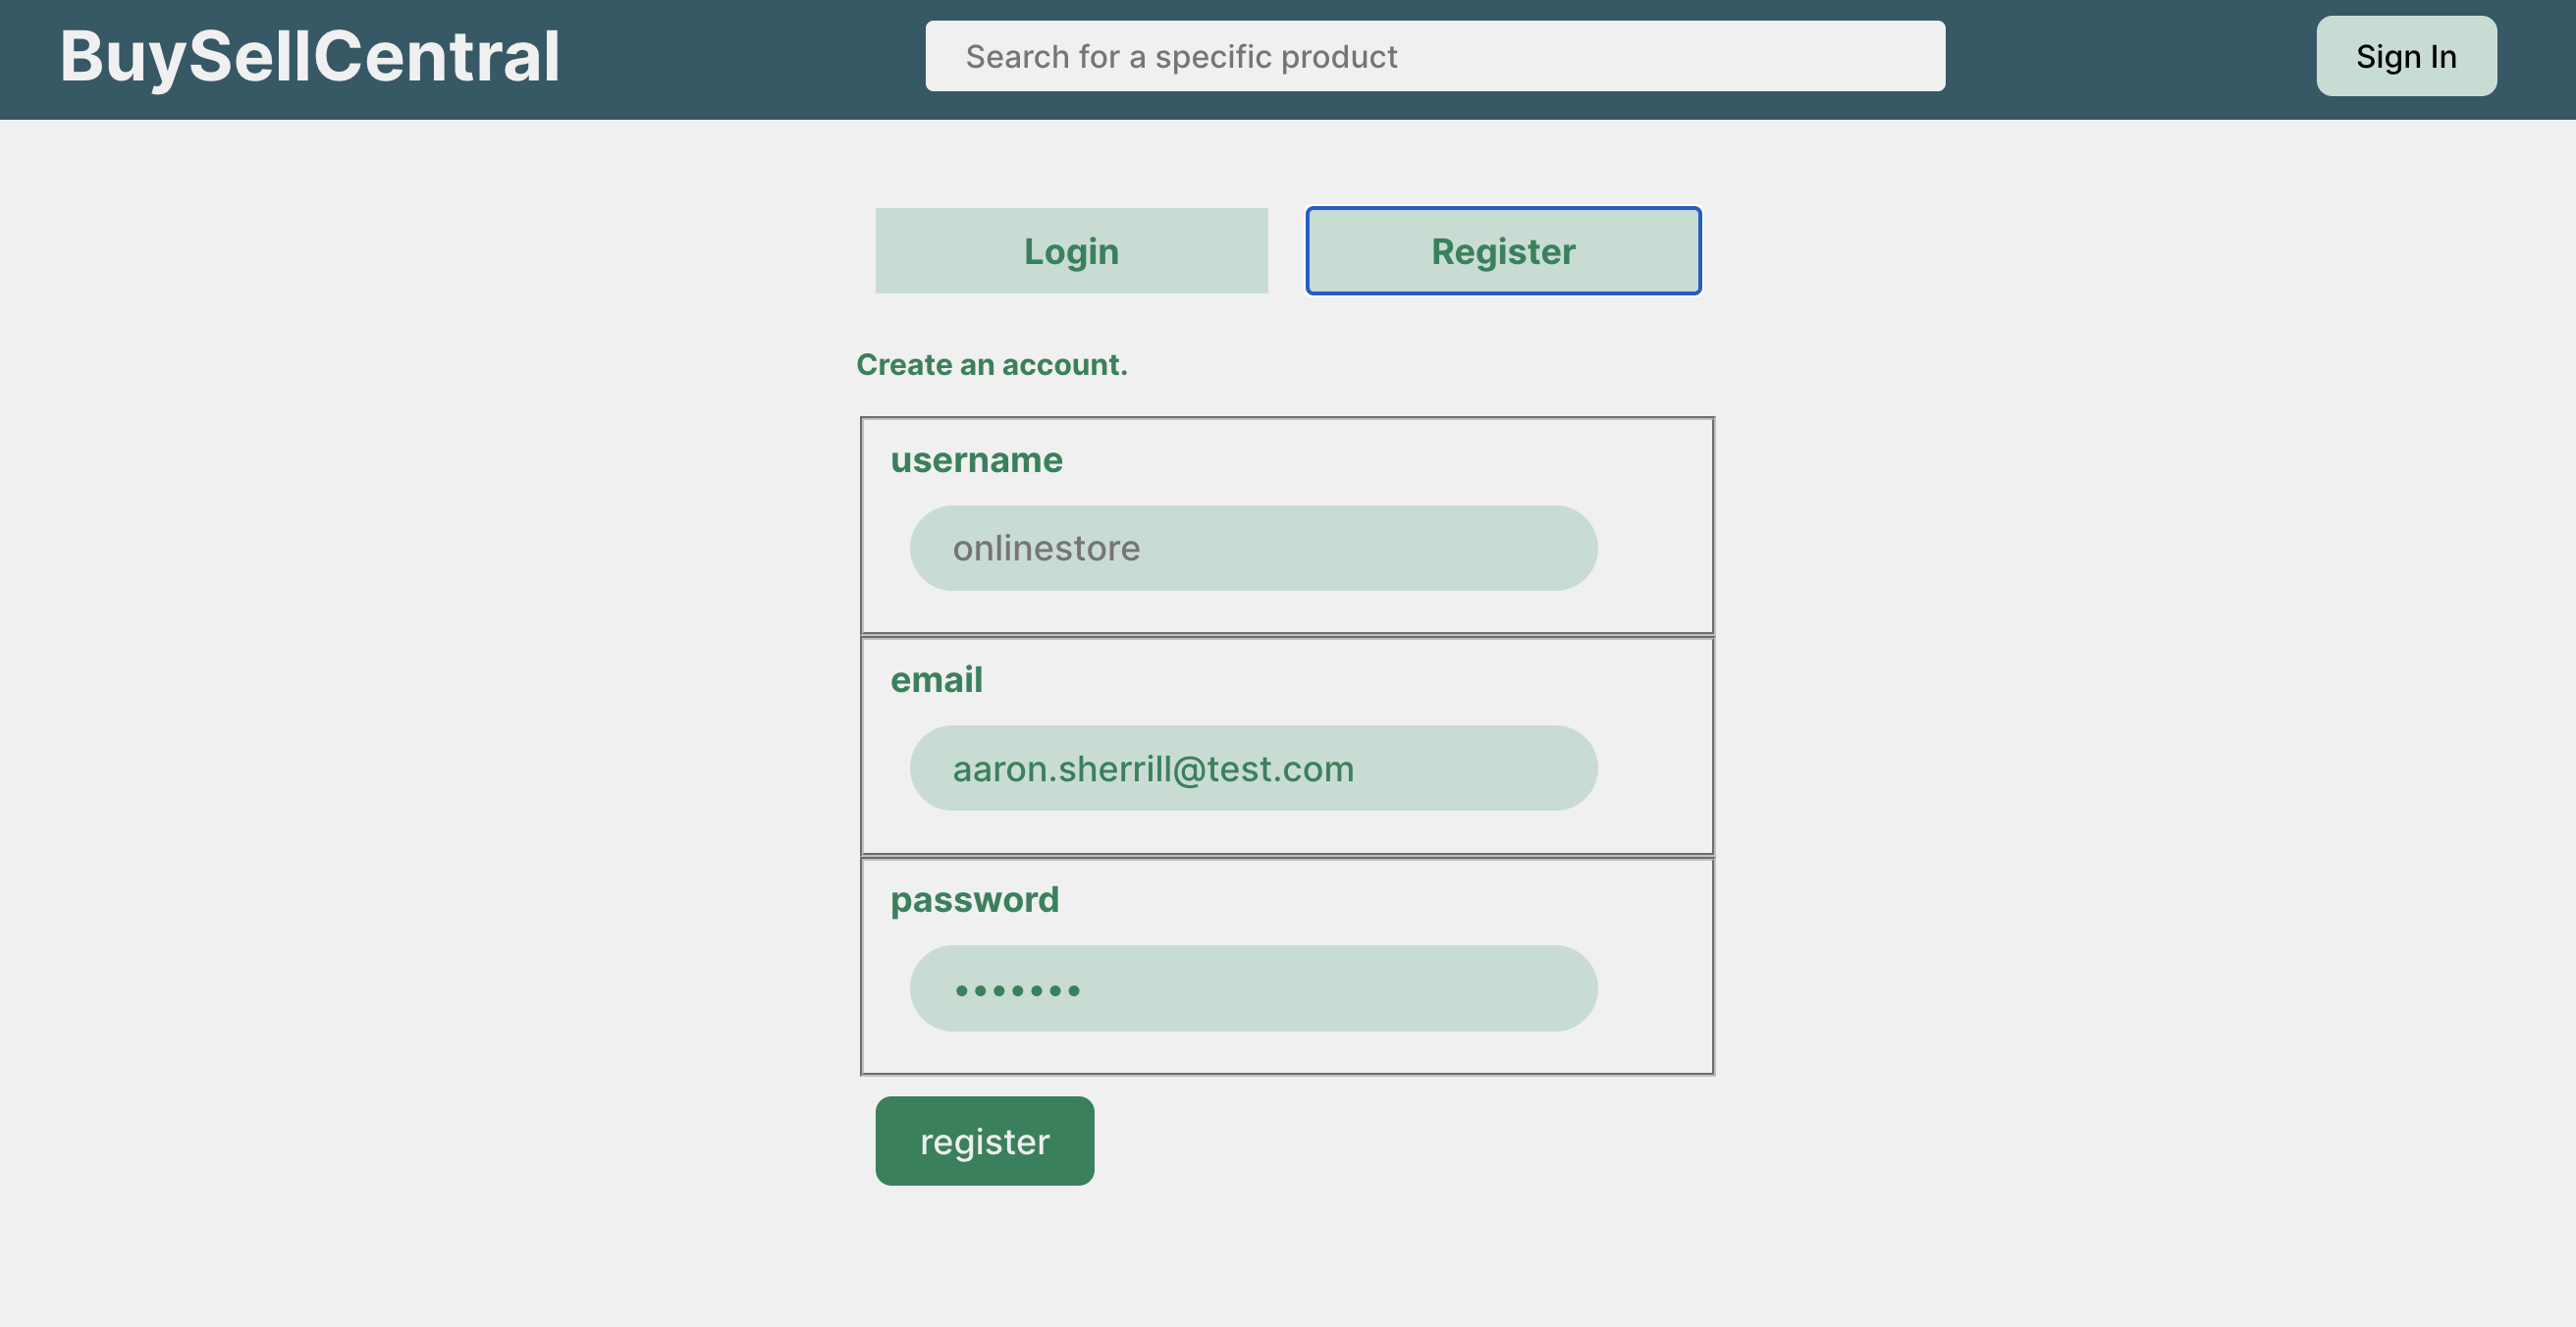 BuySellCentral
Search for a specific product
Sign In
Login
Register
Create an account.
username
onlinestore
email
aaron.sherrill@test.com
password
•••••••
register